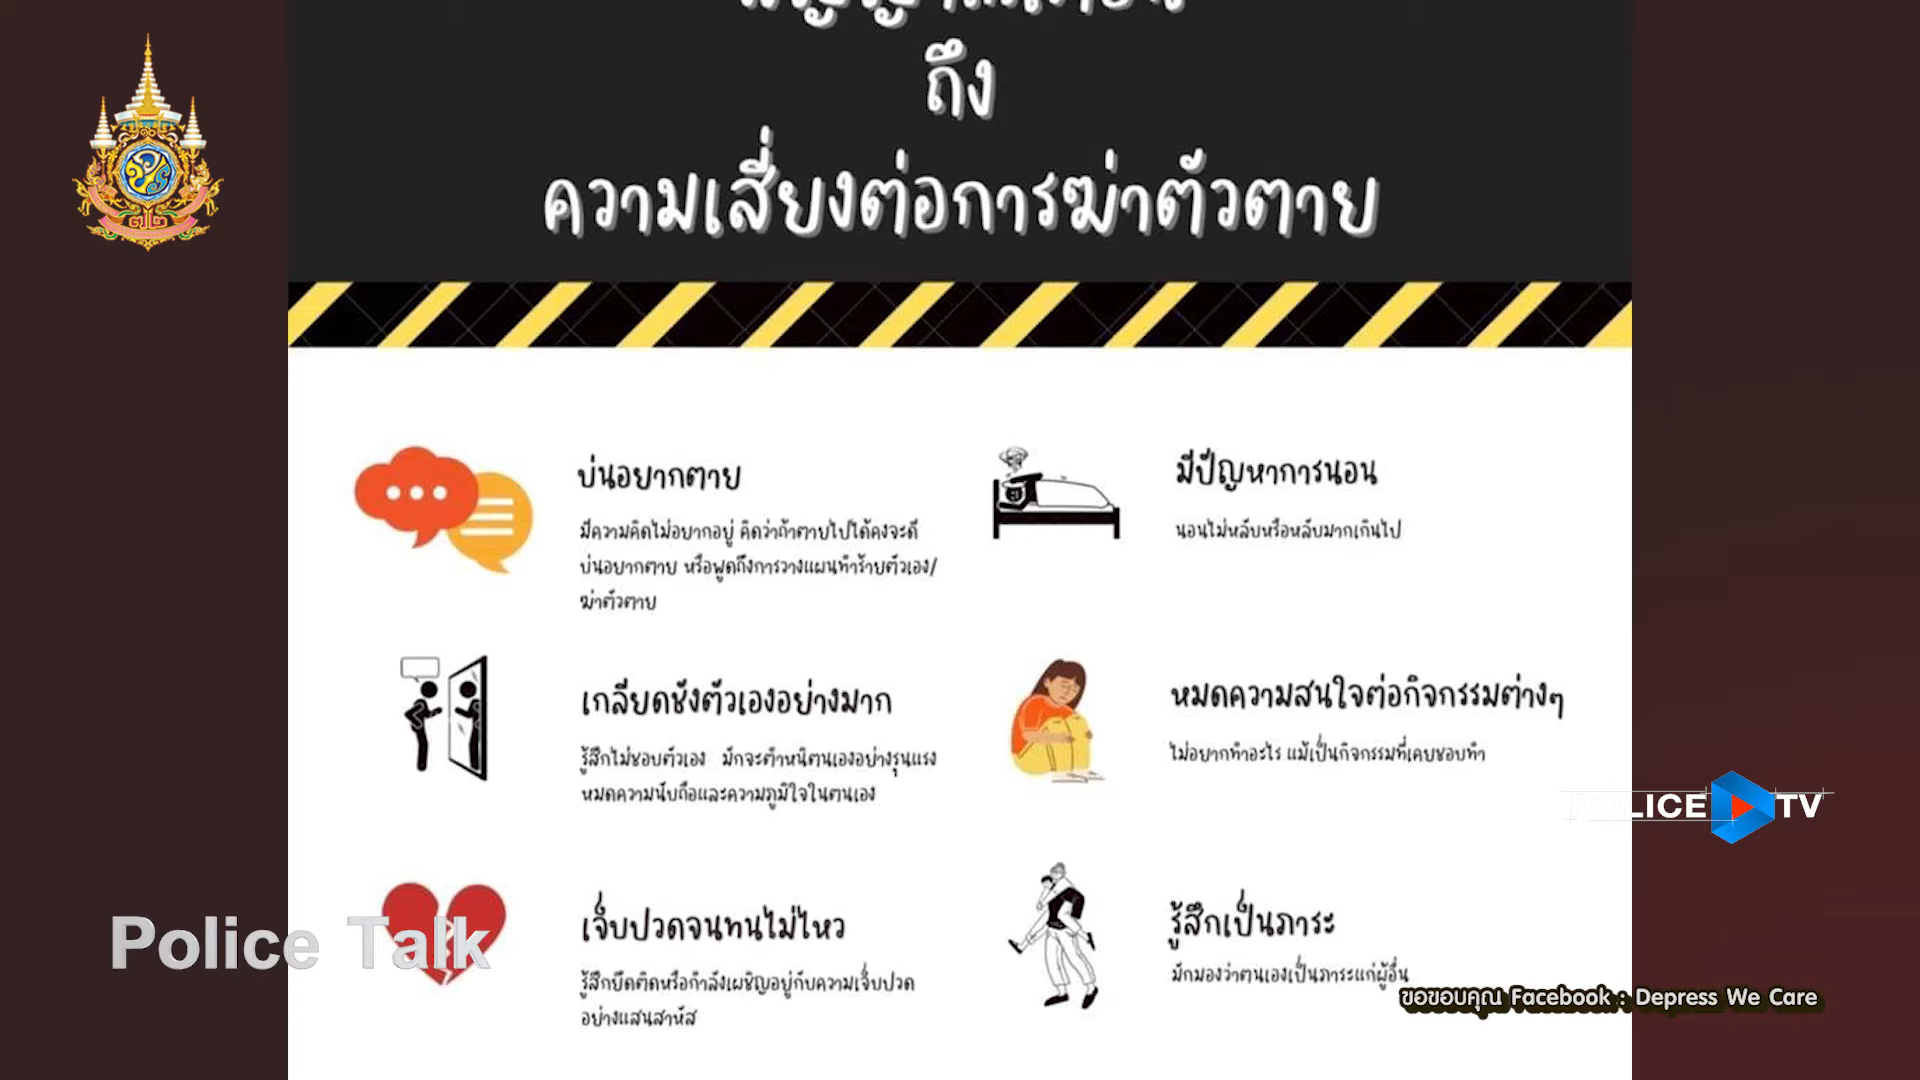 ถึง
ความเสี่ยงต่อการฆ่าตัวตาย
บ่นอยากตาย
มีความคิดไม่อยากอยู่ คิดว่าถ้าตายไปได้คงจะดี
บ่นอยากตาย หรือพูดถึงการวางแผนทำร้ายตัวเอง/
ฆ่าตัวตาย
มีปัญหาการนอน
นอนไม่หลับหรือหลับมากเกินไป
เกลียดชังตัวเองอย่างมาก
รู้สึกไม่ชอบตัวเอง มักจะตำหนิตนเองอย่างรุนแรง
หมดความนับถือและความภูมิใจในตนเอง
หมดความสนใจต่อกิจกรรมต่างๆ
ไม่อยากทำอะไร แม้เป็นกิจกรรมที่เคยชอบทำ
POLICE TV
เจ็บปวดจนทนไม่ไหว
รู้สึกยึดติดหรือกำลังเผชิญอยู่กับความเจ็บปวด
อย่างแสนสาหัส
รู้สึกเป็นภาระ
มักมองว่าตนเองเป็นภาระแก่ผู้อื่น
Police Talk
ขอขอบคุณ Facebook : Depress We Care